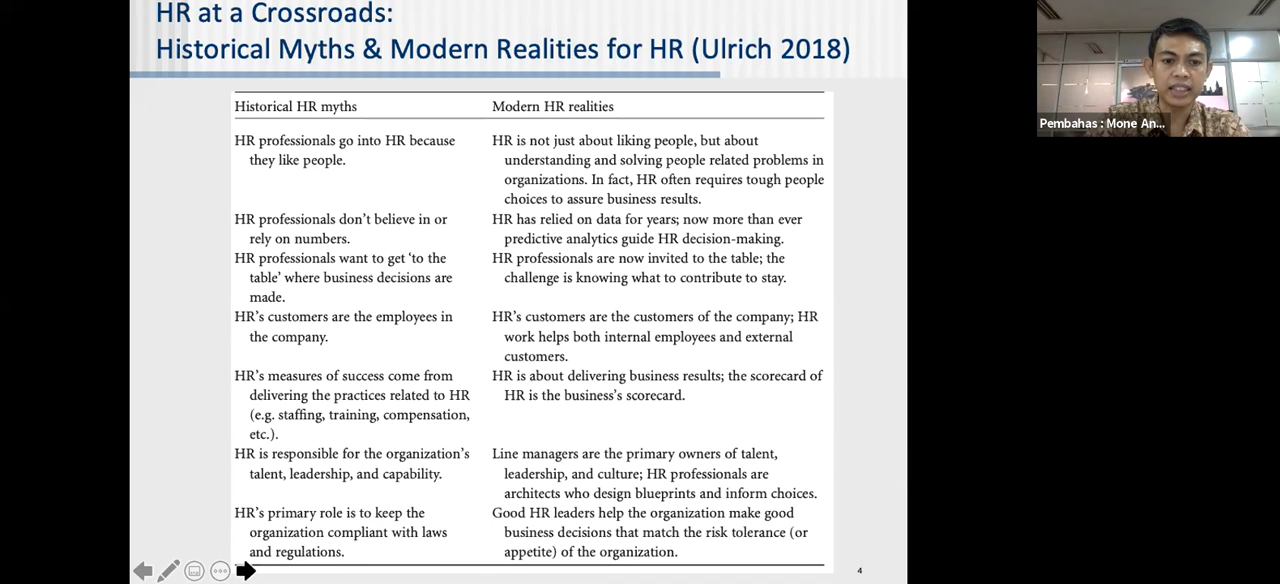 HR at a Crossroads:
Historical Myths & Modern Realities for HR (Ulrich 2018)
Pembahas : Mone An...
Historical HR myths
Modern HR realities
HR professionals go into HR because
they like people.
HR is not just about liking people, but about
understanding and solving people related problems in
organizations. In fact, HR often requires tough people
choices to assure business results.
HR professionals don't believe in or
rely on numbers.
HR has relied on data for years; now more than ever
predictive analytics guide HR decision-making.
HR professionals want to get 'to the
table' where business decisions are
made.
HR professionals are now invited to the table; the
challenge is knowing what to contribute to stay.
HR's customers are the employees in
the company.
HR's customers are the customers of the company; HR
work helps both internal employees and external
customers.
HR's measures of success come from
delivering the practices related to HR
(e.g. staffing, training, compensation,
etc.).
HR is about delivering business results; the scorecard of
HR is the business's scorecard.
HR is responsible for the organization's
talent, leadership, and capability.
Line managers are the primary owners of talent,
leadership, and culture; HR professionals are
architects who design blueprints and inform choices.
HR's primary role is to keep the
organization compliant with laws
and regulations.
Good HR leaders help the organization make good
business decisions that match the risk tolerance (or
appetite) of the organization.
4